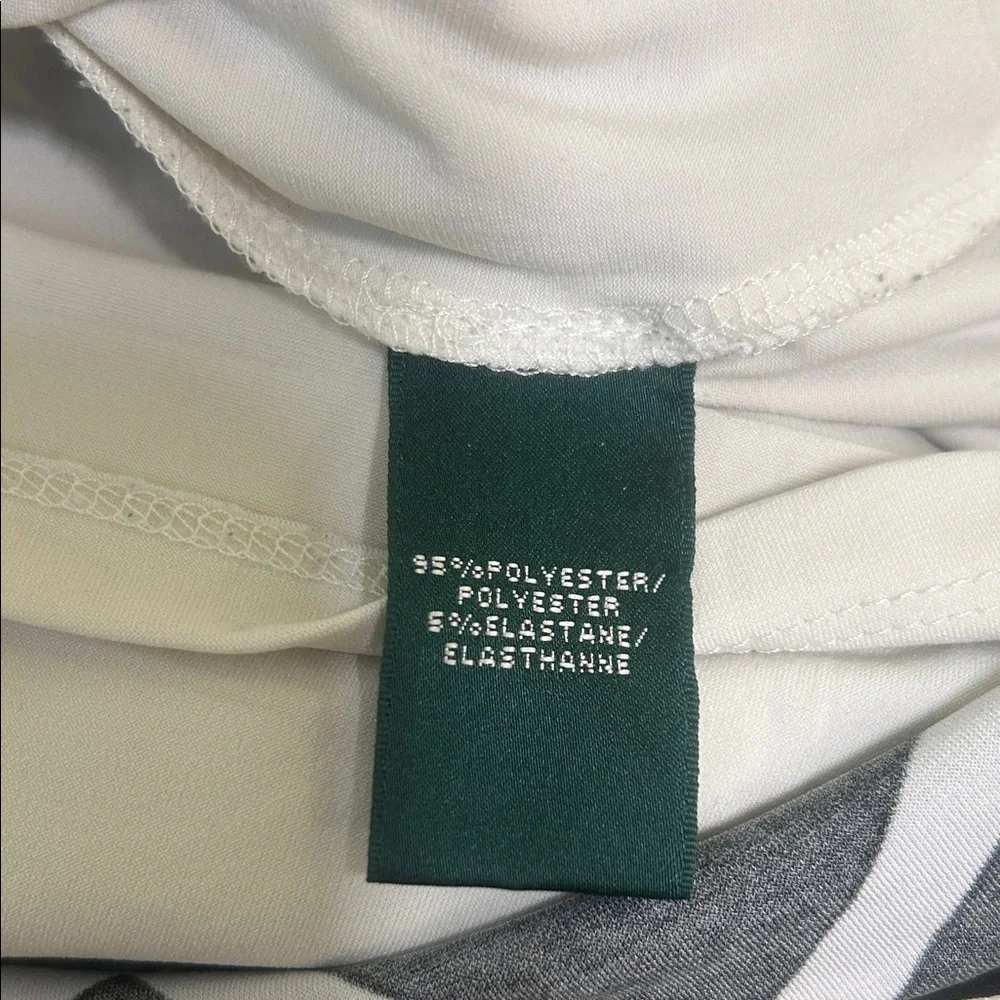 95%POLYESTER/
POLYESTER
5%ELASTANE/
ELASTHANNE